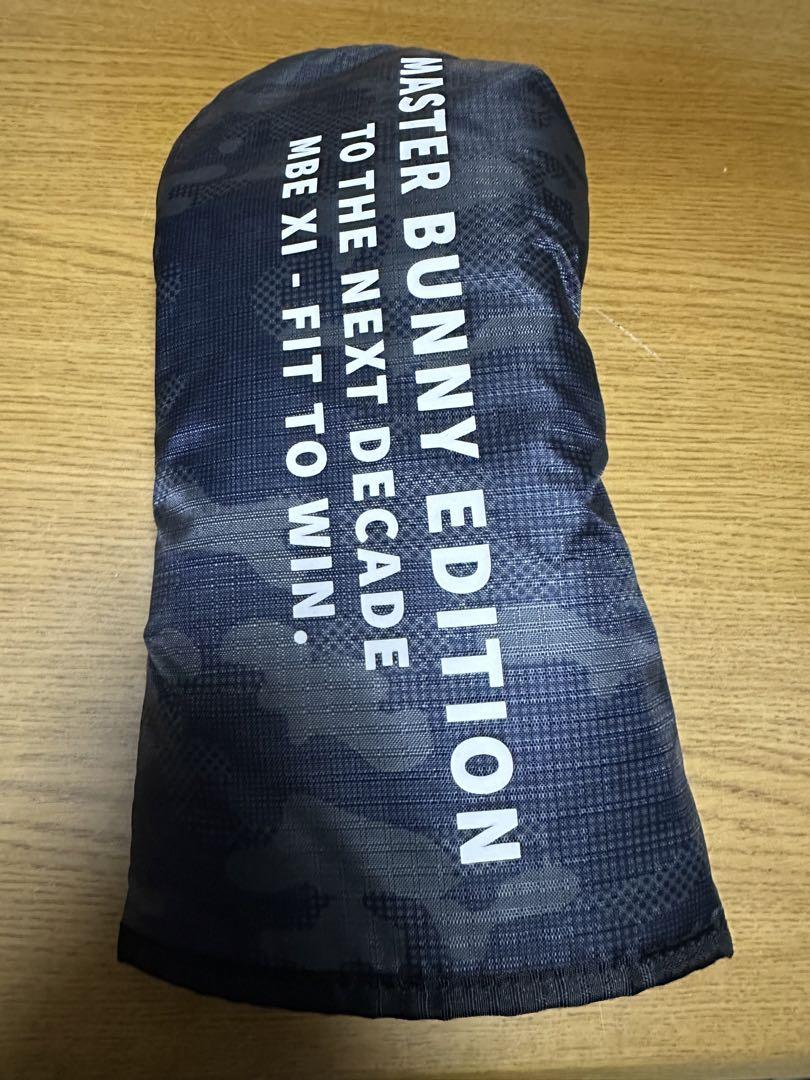 MASTER BUNNY EDITION
TO THE NEXT DECADE
MBE XI - FIT TO WIN.